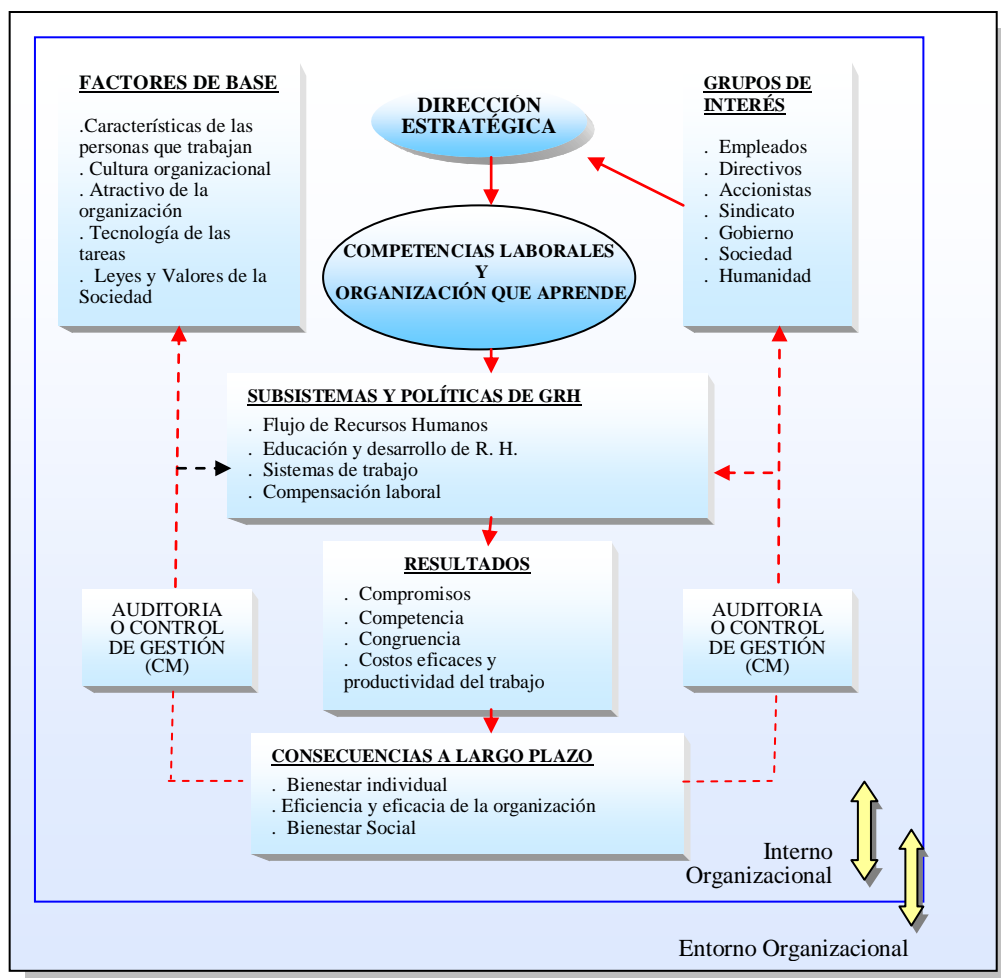 FACTORES DE BASE
.Características de las
personas que trabajan
. Cultura organizacional
. Atractivo de la
organización
. Tecnología de las
tareas
. Leyes y Valores de la
Sociedad
DIRECCIÓN
ESTRATÉGICA
GRUPOS DE
INTERÉS
. Empleados
. Directivos
. Accionistas
. Sindicato
. Gobierno
. Sociedad
. Humanidad
COMPETENCIAS LABORALES
Y
ORGANIZACIÓN QUE APRENDE
SUBSISTEMAS Y POLÍTICAS DE GRH
. Flujo de Recursos Humanos
. Educación y desarrollo de R. H.
. Sistemas de trabajo
. Compensación laboral
RESULTADOS
. Compromisos
. Competencia
. Congruencia
. Costos eficaces y
productividad del trabajo
AUDITORIA
O CONTROL
DE GESTIÓN
(CM)
AUDITORIA
O CONTROL
DE GESTIÓN
(CM)
CONSECUENCIAS A LARGO PLAZO
. Bienestar individual
. Eficiencia y eficacia de la organización
. Bienestar Social
Interno
Organizacional
Entorno Organizacional